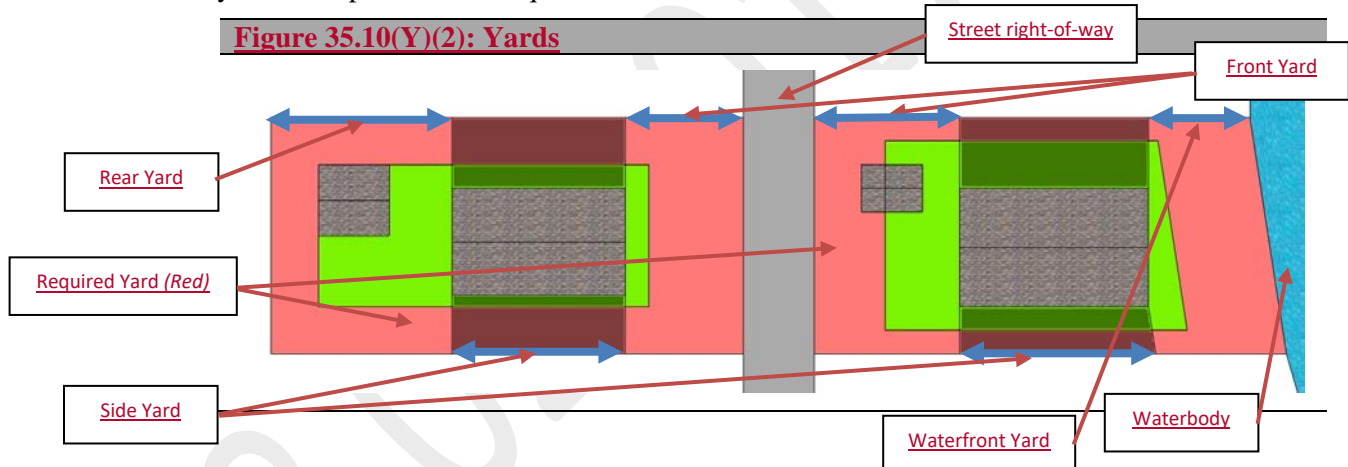 Figure 35.10(Y)(2): Yards
Street right-of-way
Front Yard
Rear Yard
Required Yard (Red)
Side Yard
Waterfront Yard
Waterbody